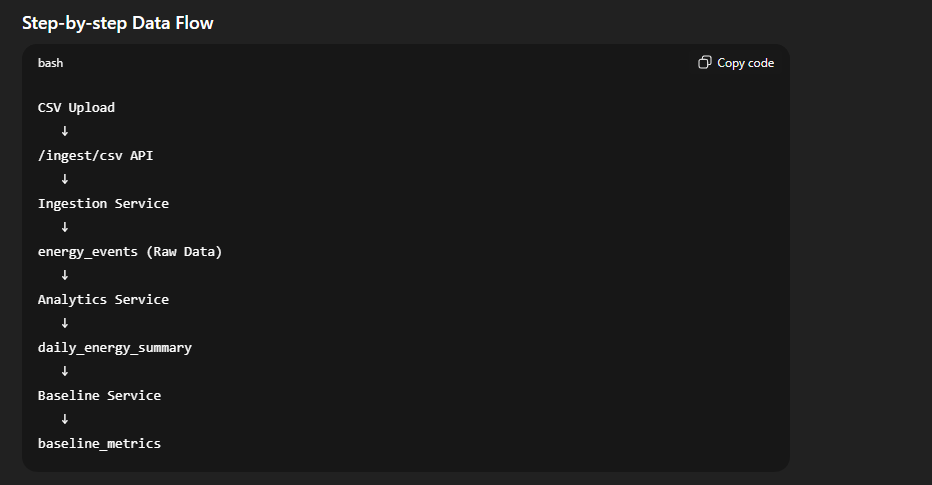 Step-by-step Data Flow
bash
Copy code
CSV Upload
↓
/ingest/csv API
↓
Ingestion Service
↓
energy_events (Raw Data)
↓
Analytics Service
↓
daily_energy_summary
↓
Baseline Service
↓
baseline_metrics